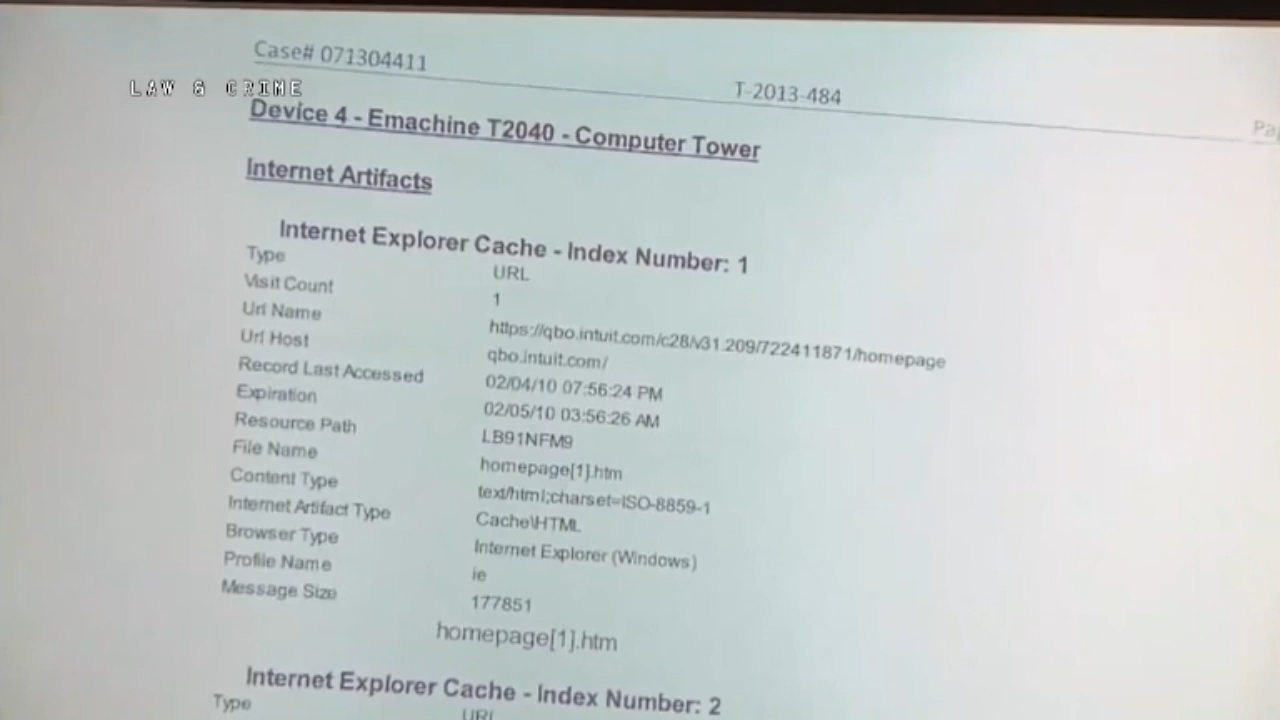 Case# 071304411
T-2013-484
LAW & CRIME
Device 4 - Emachine T2040 - Computer Tower
Internet Artifacts
Internet Explorer Cache - Index Number: 1
Type URL
Visit Count 1
Url Name https://qbo.intuit.com/c28/v31.209/722411871/homepage
Url Host qbo.intuit.com/
Record Last Accessed 02/04/10 07:56:24 PM
Expiration 02/05/10 03:56:26 AM
Resource Path LB91NFM9
File Name homepage[1].htm
Content Type text/html;charset=ISO-8859-1
Internet Artifact Type Cache\HTML
Browser Type Internet Explorer (Windows)
Profile Name ie
Message Size 177851
homepage[1].htm
Internet Explorer Cache - Index Number: 2
Type URL